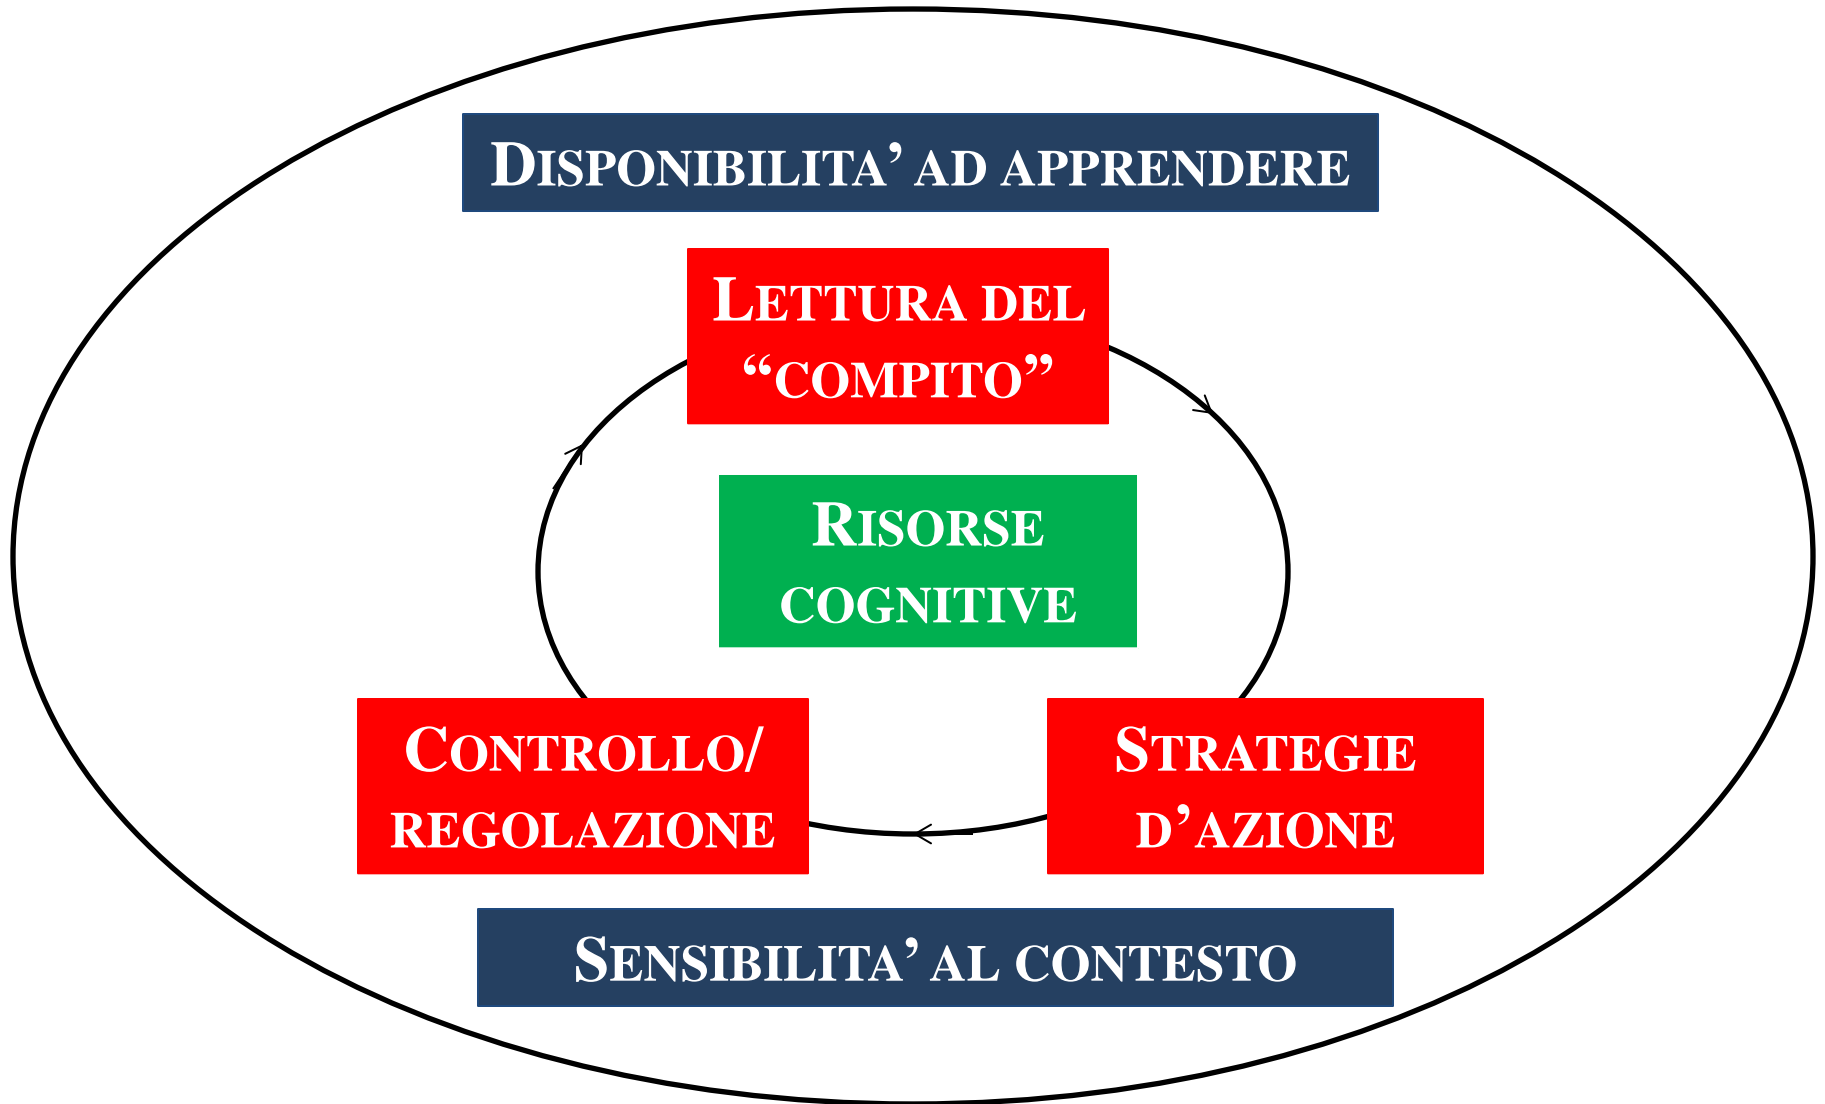 DISPONIBILITA’ AD APPRENDERE
LETTURA DEL
“COMPITO”
RISORSE
COGNITIVE
CONTROLLO/
REGOLAZIONE
STRATEGIE
D’AZIONE
SENSIBILITA’ AL CONTESTO